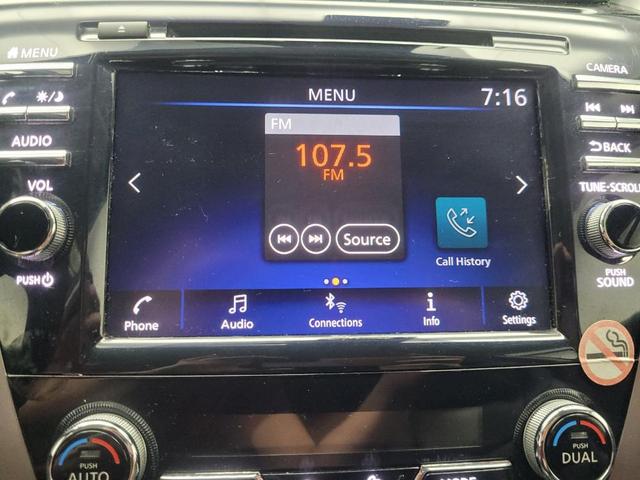 MENU
CAMERA
MENU
7:16
FM
AUDIO
BACK
107.5
FM
VOL
TUNE·SCROLL
Source
Call History
PUSH
PUSH
SOUND
Phone
Audio
Connections
Info
Settings
PUSH
AUTO
PUSH
DUAL
MODE